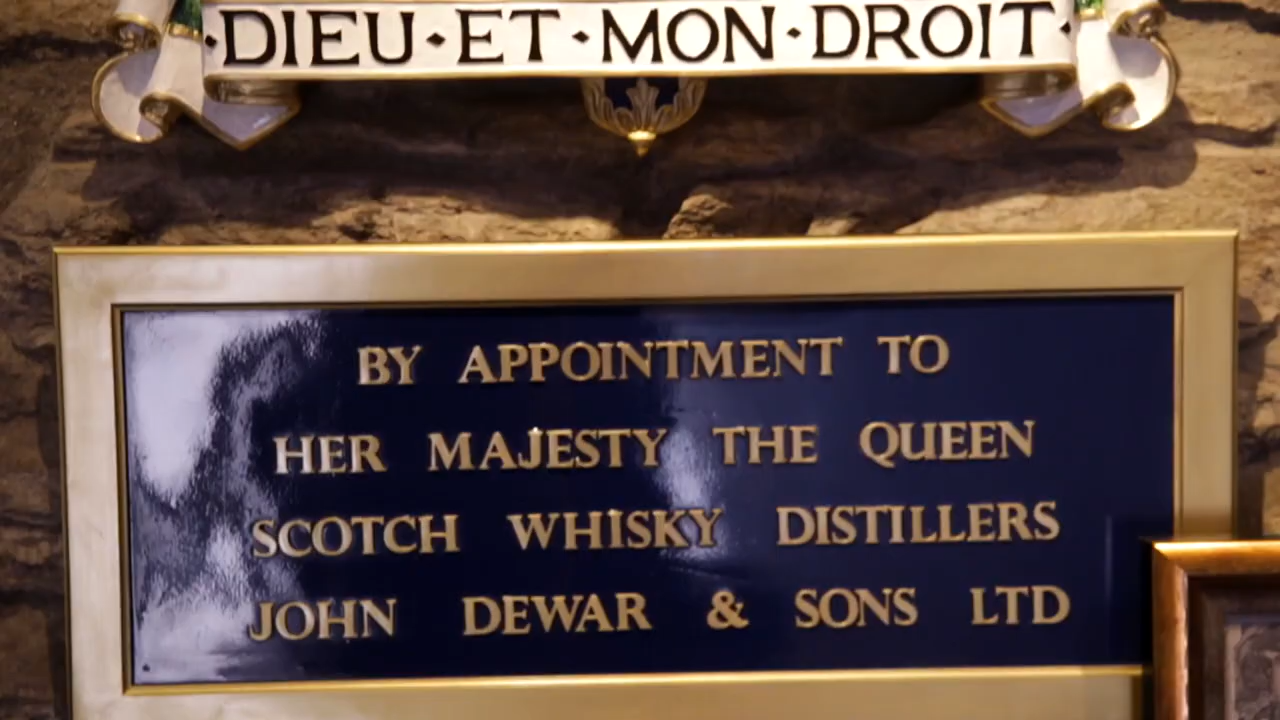 ·DIEU·ET·MON·DROIT·
BY APPOINTMENT TO
HER MAJESTY THE QUEEN
SCOTCH WHISKY DISTILLERS
JOHN DEWAR & SONS LTD